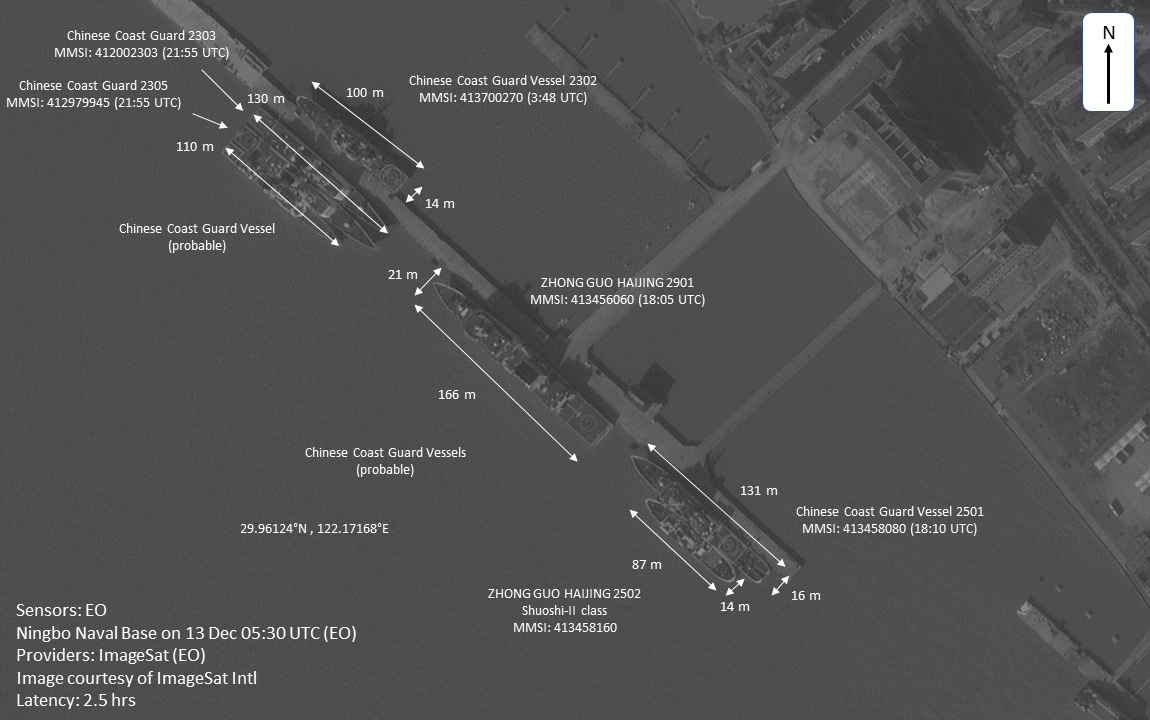 Chinese Coast Guard 2303
MMSI: 412002303 (21:55 UTC)
Chinese Coast Guard 2305
MMSI: 412979945 (21:55 UTC)
130 m
100 m
Chinese Coast Guard Vessel 2302
MMSI: 413700270 (3:48 UTC)
N
110 m
14 m
Chinese Coast Guard Vessel
(probable)
21 m
ZHONG GUO HAIJING 2901
MMSI: 413456060 (18:05 UTC)
166 m
Chinese Coast Guard Vessels
(probable)
29.96124°N , 122.17168°E
131 m
Chinese Coast Guard Vessel 2501
MMSI: 413458080 (18:10 UTC)
87 m
14 m
16 m
ZHONG GUO HAIJING 2502
Shuoshi-II class
MMSI: 413458160
Sensors: EO
Ningbo Naval Base on 13 Dec 05:30 UTC (EO)
Providers: ImageSat (EO)
Image courtesy of ImageSat Intl
Latency: 2.5 hrs